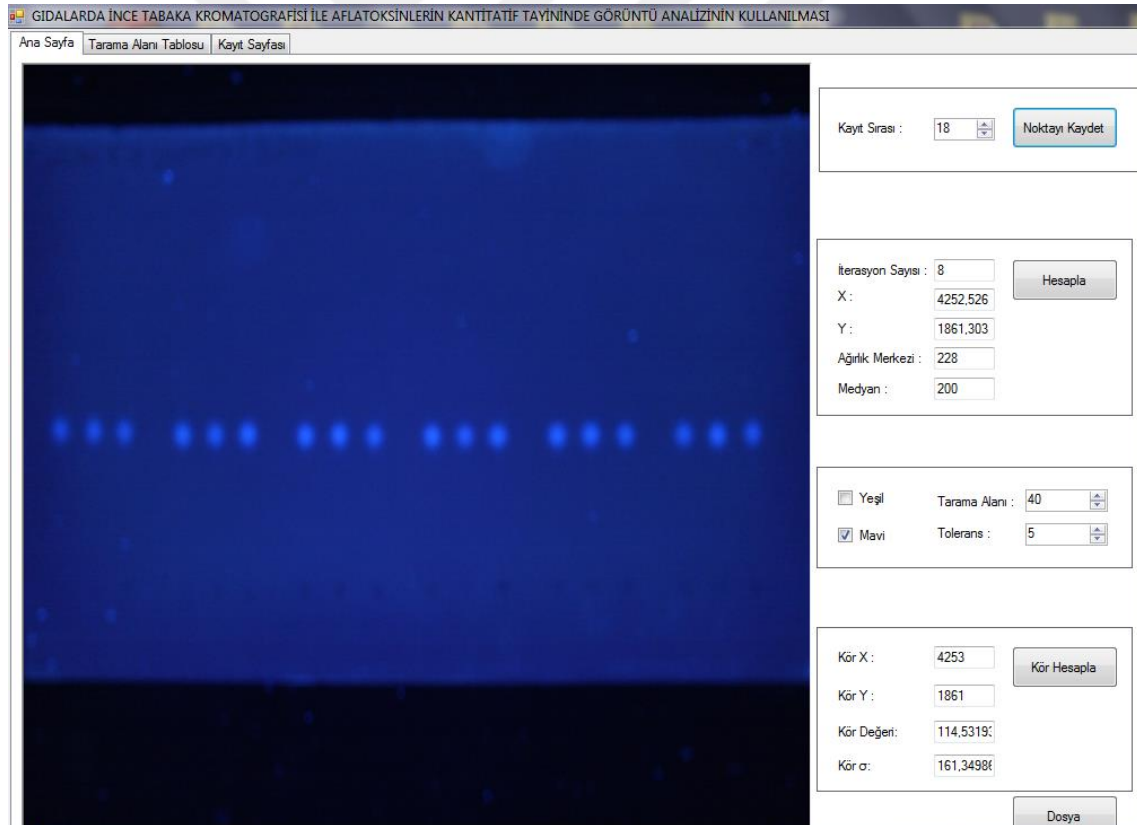 GIDALARDA İNCE TABAKA KROMATOGRAFİSİ İLE AFLATOKSİNLERİN KANTİTATİF TAYİNİNDE GÖRÜNTÜ ANALİZİNİN KULLANILMASI
Ana Sayfa Tarama Alanı Tablosu Kayıt Sayfası
Kayıt Sırası : 18 Noktayı Kaydet
İterasyon Sayısı : 8 Hesapla
X : 4252,526
Y : 1861,303
Ağırlık Merkezi : 228
Medyan : 200
Yeşil Tarama Alanı : 40
Mavi Tolerans : 5
Kör X : 4253 Kör Hesapla
Kör Y : 1861
Kör Değeri: 114,5319
Kör σ: 161,3498
Dosya